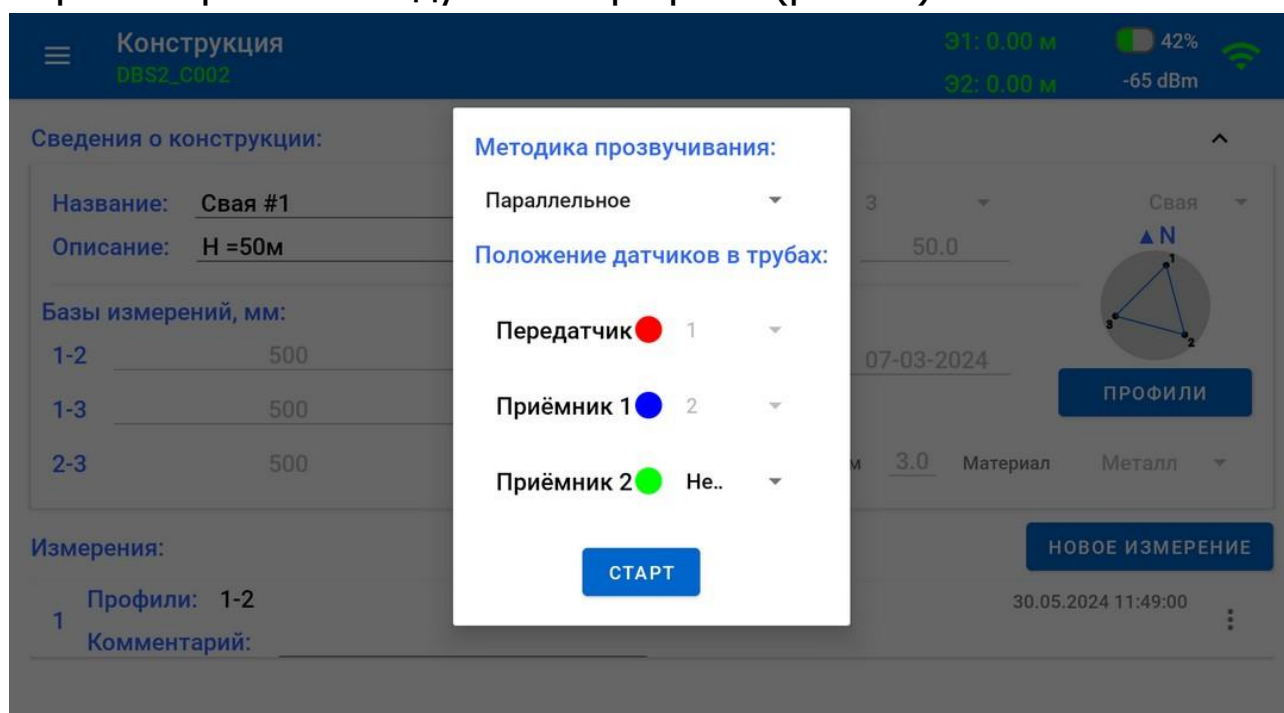 Конструкция
DBS2_C002
Э1: 0.00 м
42%
Э2: 0.00 м
-65 dBm
Сведения о конструкции:
Название: Свая #1
3
Свая
Описание: H =50м
50.0
N
1
2
3
Базы измерений, мм:
1-2 500
07-03-2024
1-3 500
ПРОФИЛИ
2-3 500
м 3.0 Материал Металл
Методика прозвучивания:
Параллельное
Положение датчиков в трубах:
Передатчик 1
Приёмник 1 2
Приёмник 2 Не..
СТАРТ
Измерения:
НОВОЕ ИЗМЕРЕНИЕ
1
Профили: 1-2
30.05.2024 11:49:00
Комментарий: